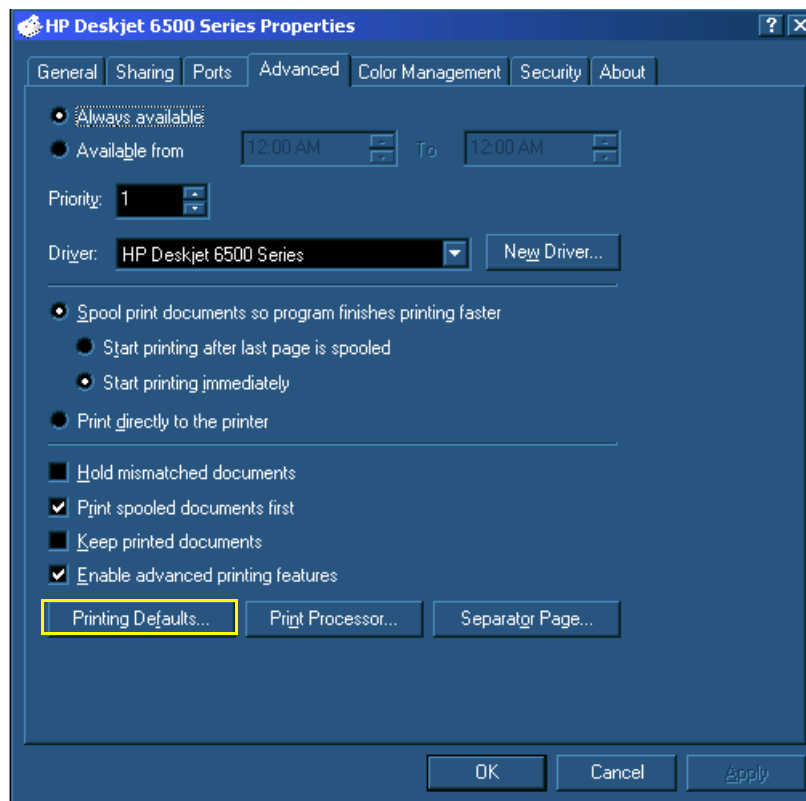 HP Deskjet 6500 Series Properties ? X
General Sharing Ports Advanced Color Management Security About
Always available
Available from 12:00 AM To 12:00 AM
Priority: 1
Driver: HP Deskjet 6500 Series New Driver...
Spool print documents so program finishes printing faster
Start printing after last page is spooled
Start printing immediately
Print directly to the printer
Hold mismatched documents
Print spooled documents first
Keep printed documents
Enable advanced printing features
Printing Defaults... Print Processor... Separator Page...
OK Cancel Apply